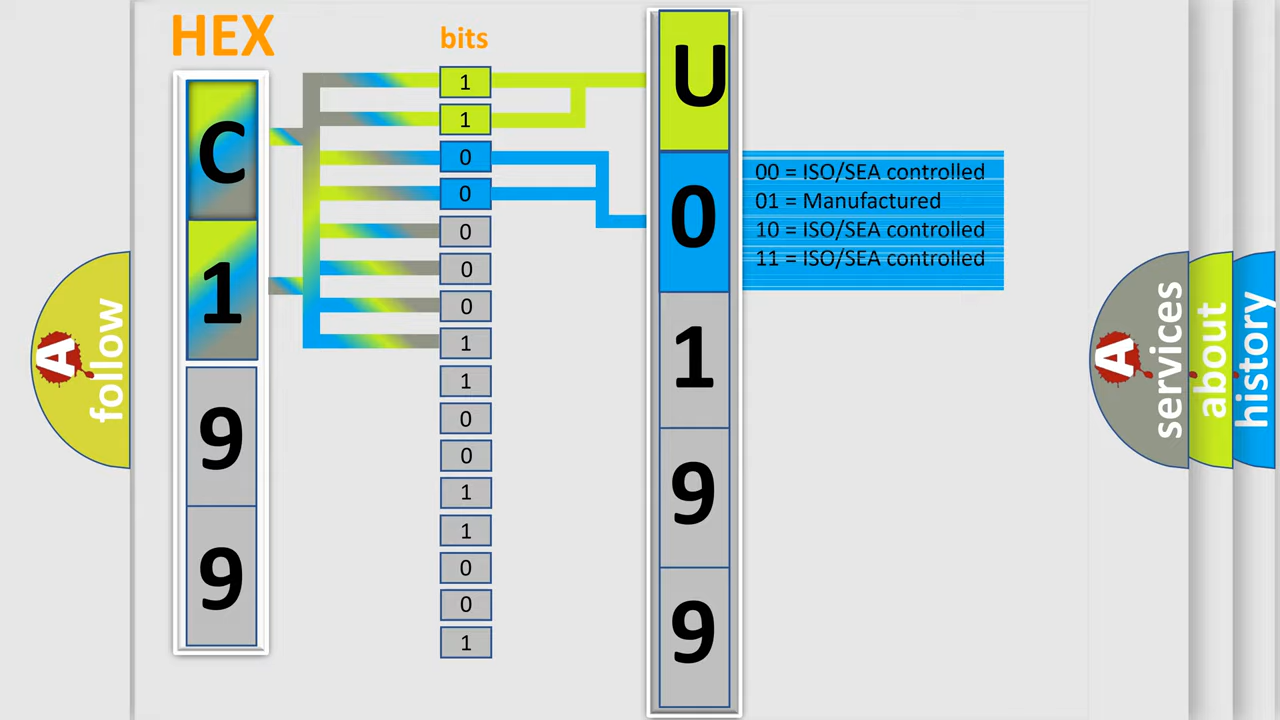 HEX
bits
C
1
9
9
1
1
0
0
0
0
0
1
1
0
0
1
1
0
0
1
U
0
1
9
9
00 = ISO/SEA controlled
01 = Manufactured
10 = ISO/SEA controlled
11 = ISO/SEA controlled
A
follow
A
services
about
history